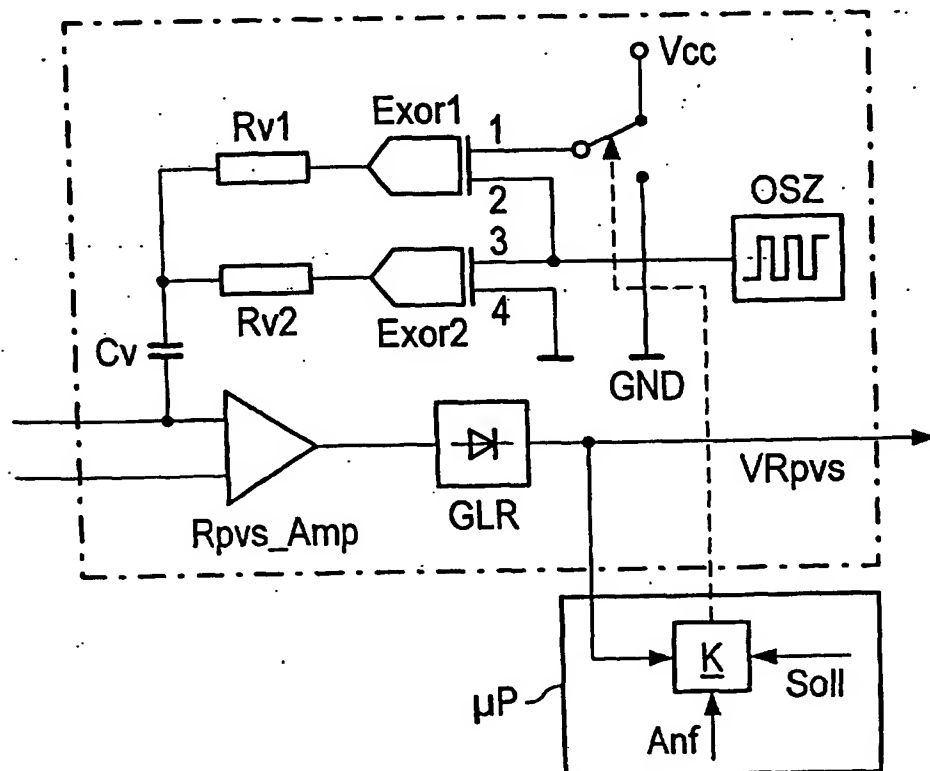 Vcc
Exor1
Rv1
1
2
OSZ
3
4
Rv2
Exor2
Cv
GND
VRpvs
GLR
Rpvs_Amp
K
Soll
µP
Anf